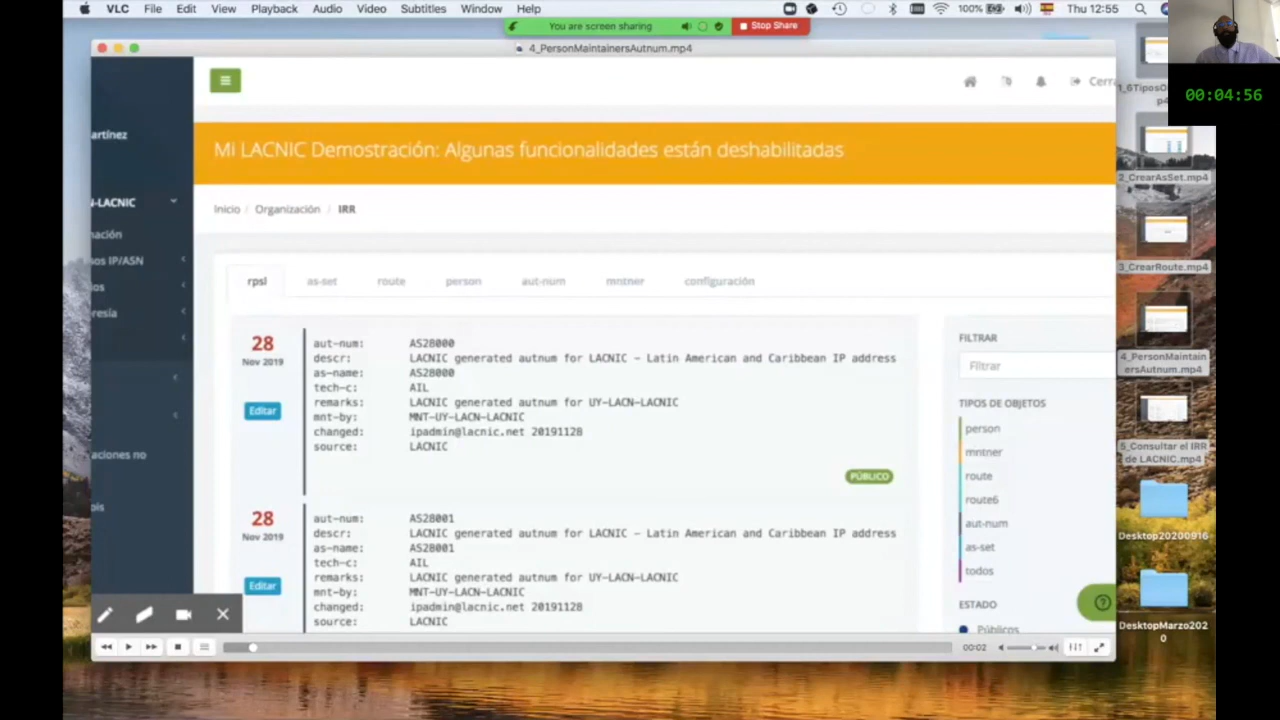 VLC File Edit View Playback Audio Video Subtitles Window Help 100% Thu 12:55
You are screen sharing Stop Share
4_PersonMaintainersAutnum.mp4
00:04:56
Cerra
artínez
Mi LACNIC Demostración: Algunas funcionalidades están deshabilitadas
-LACNIC
Inicio / Organización / IRR
nación
sos IP/ASN
ios
resía
aciones no
ois
rpsl as-set route person aut-num mntner configuración
28
Nov 2019
Editar
aut-num: AS28000
descr: LACNIC generated autnum for LACNIC - Latin American and Caribbean IP address
as-name: AS28000
tech-c: AIL
remarks: LACNIC generated autnum for UY-LACN-LACNIC
mnt-by: MNT-UY-LACN-LACNIC
changed: ipadmin@lacnic.net 20191128
source: LACNIC
PÚBLICO
28
Nov 2019
Editar
aut-num: AS28001
descr: LACNIC generated autnum for LACNIC - Latin American and Caribbean IP address
as-name: AS28001
tech-c: AIL
remarks: LACNIC generated autnum for UY-LACN-LACNIC
mnt-by: MNT-UY-LACN-LACNIC
changed: ipadmin@lacnic.net 20191128
source: LACNIC
FILTRAR
Filtrar
TIPOS DE OBJETOS
person
mntner
route
route6
aut-num
as-set
todos
ESTADO
Públicos
00:02
1_6TiposO
p4
2_CrearAsSet.mp4
3_CrearRoute.mp4
4_PersonMaintain
ersAutnum.mp4
5_Consultar el IRR
de LACNIC.mp4
Desktop20200916
DesktopMarzo202
0